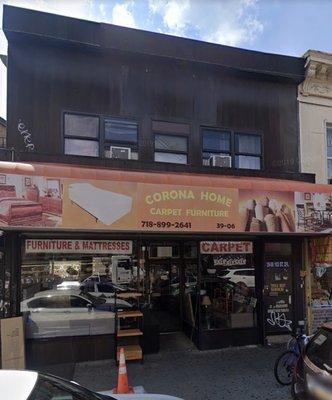 CORONA HOME
CARPET FURNITURE
718-899-2641 39-06
FURNITURE & MATTRESSES
CARPET